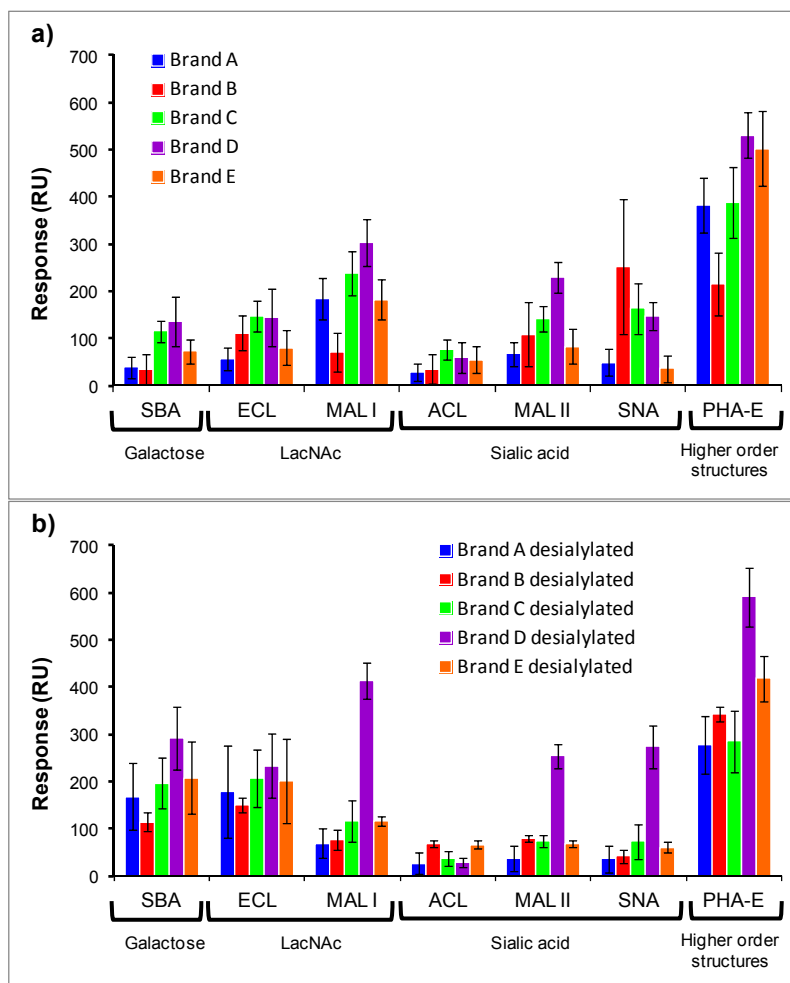 a)
700
600
500
400
300
200
100
0
Response (RU)
Brand A
Brand B
Brand C
Brand D
Brand E
SBA ECL MAL I ACL MAL II SNA PHA-E
Galactose LacNAc Sialic acid Higher order
structures
b)
700
600
500
400
300
200
100
0
Response (RU)
Brand A desialylated
Brand B desialylated
Brand C desialylated
Brand D desialylated
Brand E desialylated
SBA ECL MAL I ACL MAL II SNA PHA-E
Galactose LacNAc Sialic acid Higher order
structures